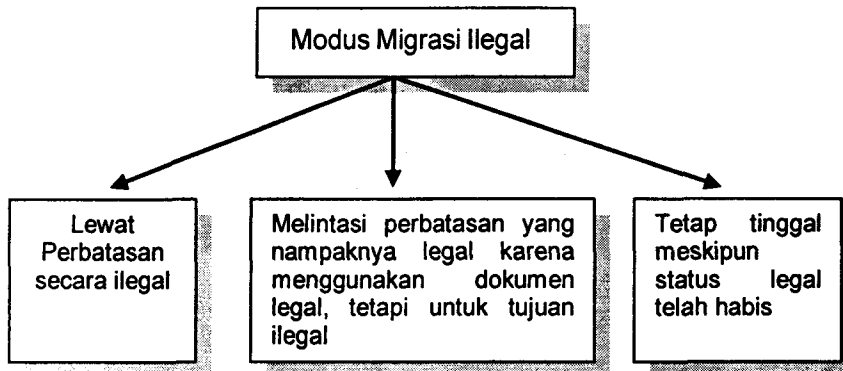 Modus Migrasi Ilegal
Lewat
Perbatasan
secara ilegal
Melintasi perbatasan yang
nampaknya legal karena
menggunakan dokumen
legal, tetapi untuk tujuan
ilegal
Tetap tinggal
meskipun
status legal
telah habis